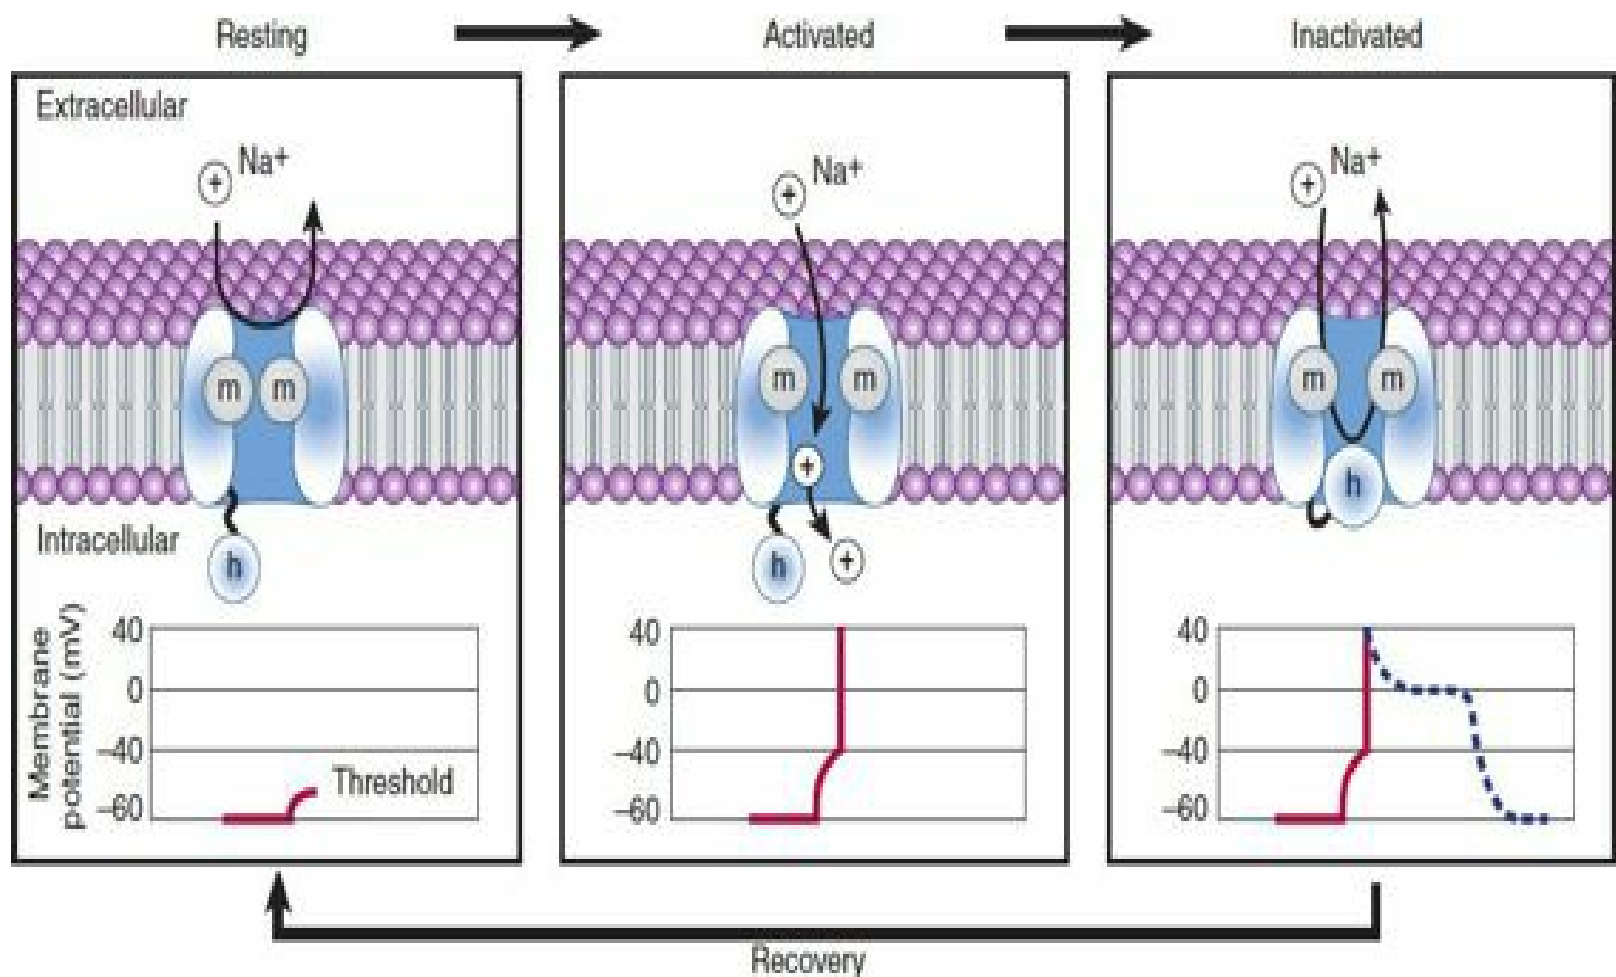 Resting
Activated
Inactivated
Extracellular
Na+
+
m m
Intracellular
h
Membrane
potential (mV)
40
0
–40
–60
Threshold
Na+
+
m m
+
h
+
40
0
–40
–60
Na+
+
m m
h
40
0
–40
–60
Recovery